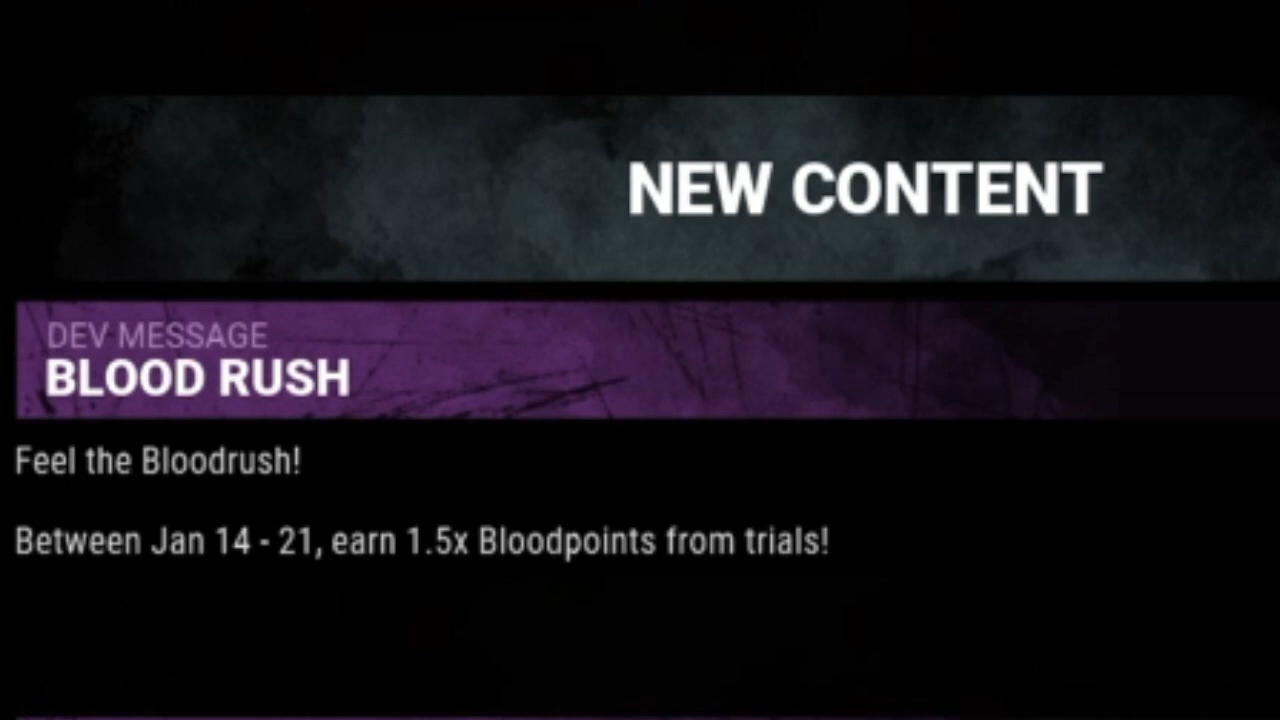 NEW CONTENT
DEV MESSAGE
BLOOD RUSH
Feel the Bloodrush!
Between Jan 14 - 21, earn 1.5x Bloodpoints from trials!